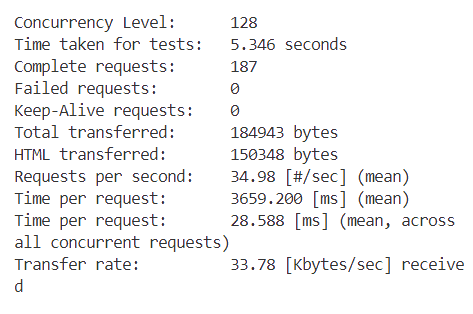 Concurrency Level:      128
Time taken for tests:   5.346 seconds
Complete requests:      187
Failed requests:        0
Keep-Alive requests:    0
Total transferred:      184943 bytes
HTML transferred:       150348 bytes
Requests per second:    34.98 [#/sec] (mean)
Time per request:       3659.200 [ms] (mean)
Time per request:       28.588 [ms] (mean, across
all concurrent requests)
Transfer rate:          33.78 [Kbytes/sec] receive
d